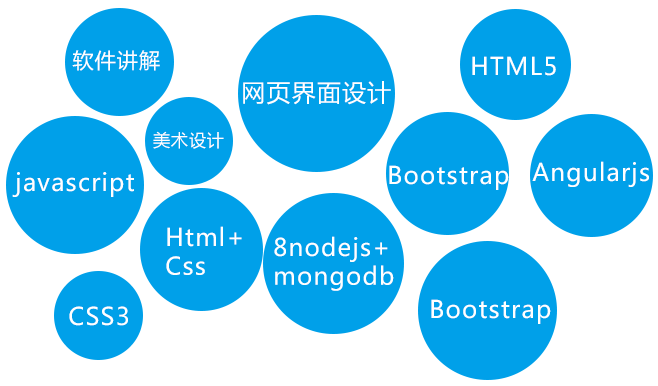 软件讲解
网页界面设计
HTML5
美术设计
javascript
Bootstrap
Angularjs
Html+
Css
8nodejs+
mongodb
CSS3
Bootstrap